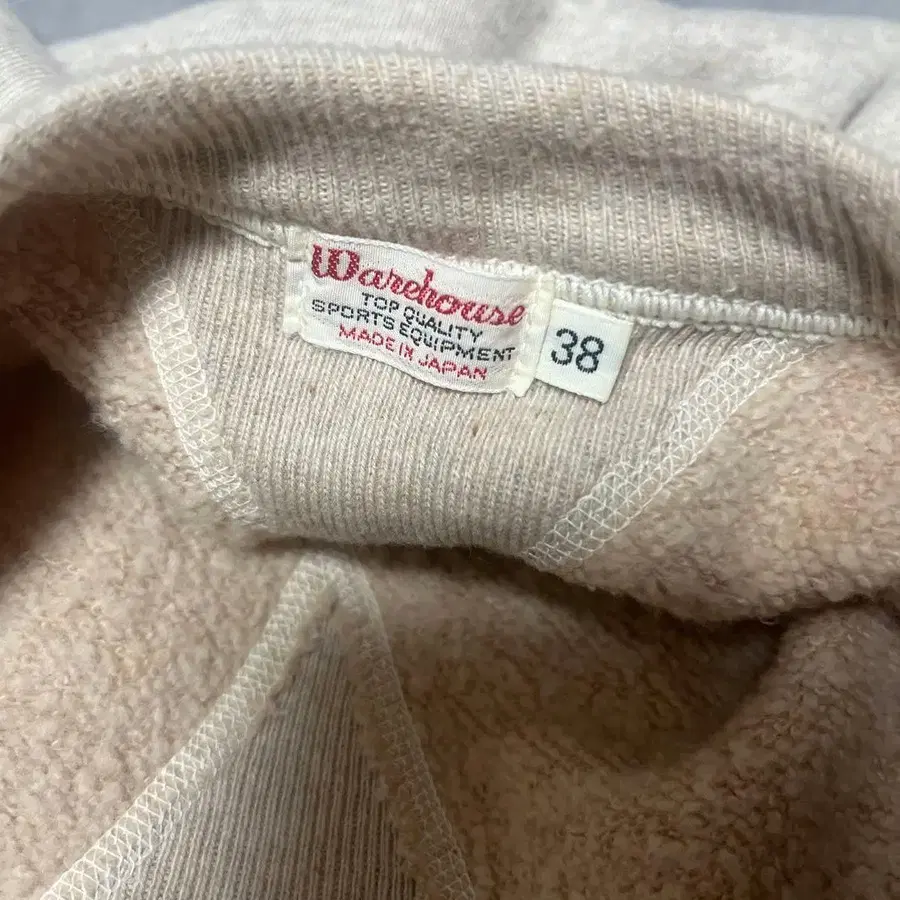 Warehouse
TOP QUALITY
SPORTS EQUIPMENT
MADE IN JAPAN
38